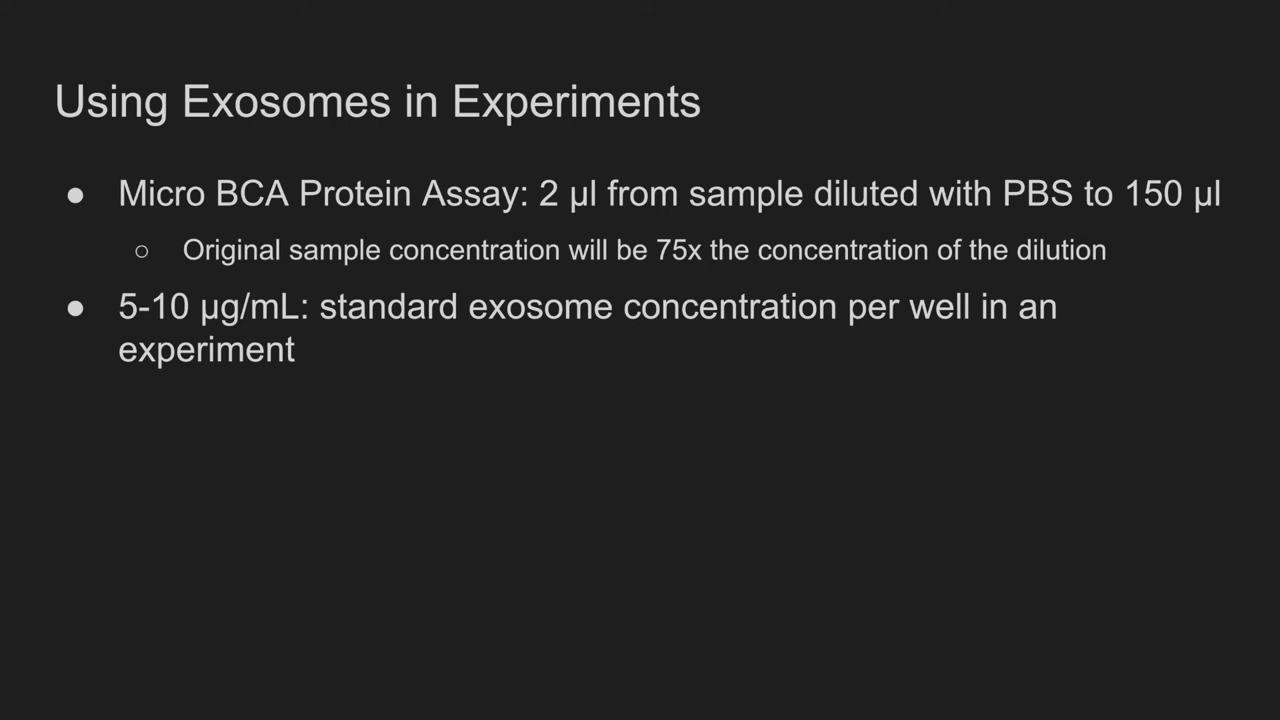 Using Exosomes in Experiments
● Micro BCA Protein Assay: 2 μl from sample diluted with PBS to 150 μl
○ Original sample concentration will be 75x the concentration of the dilution
● 5-10 μg/mL: standard exosome concentration per well in an
experiment